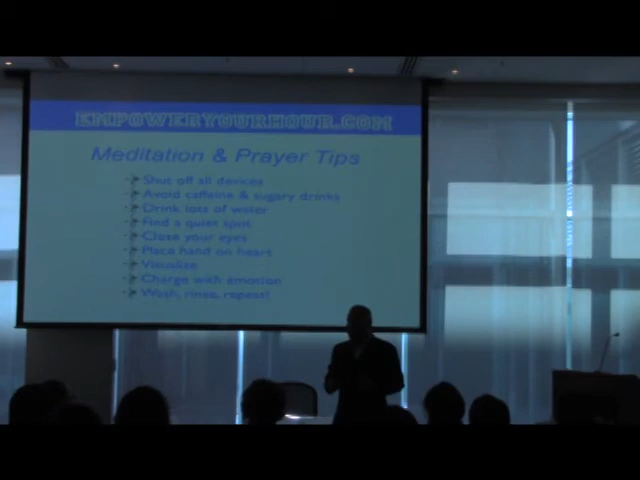 EMPOWERYOURHOUR.COM
Meditation & Prayer Tips
Shut off all devices
Avoid caffeine & sugary drinks
Drink lots of water
Find a quiet spot
Close your eyes
Place hand on heart
Visualize
Charge with emotion
Wash, rinse, repeat!